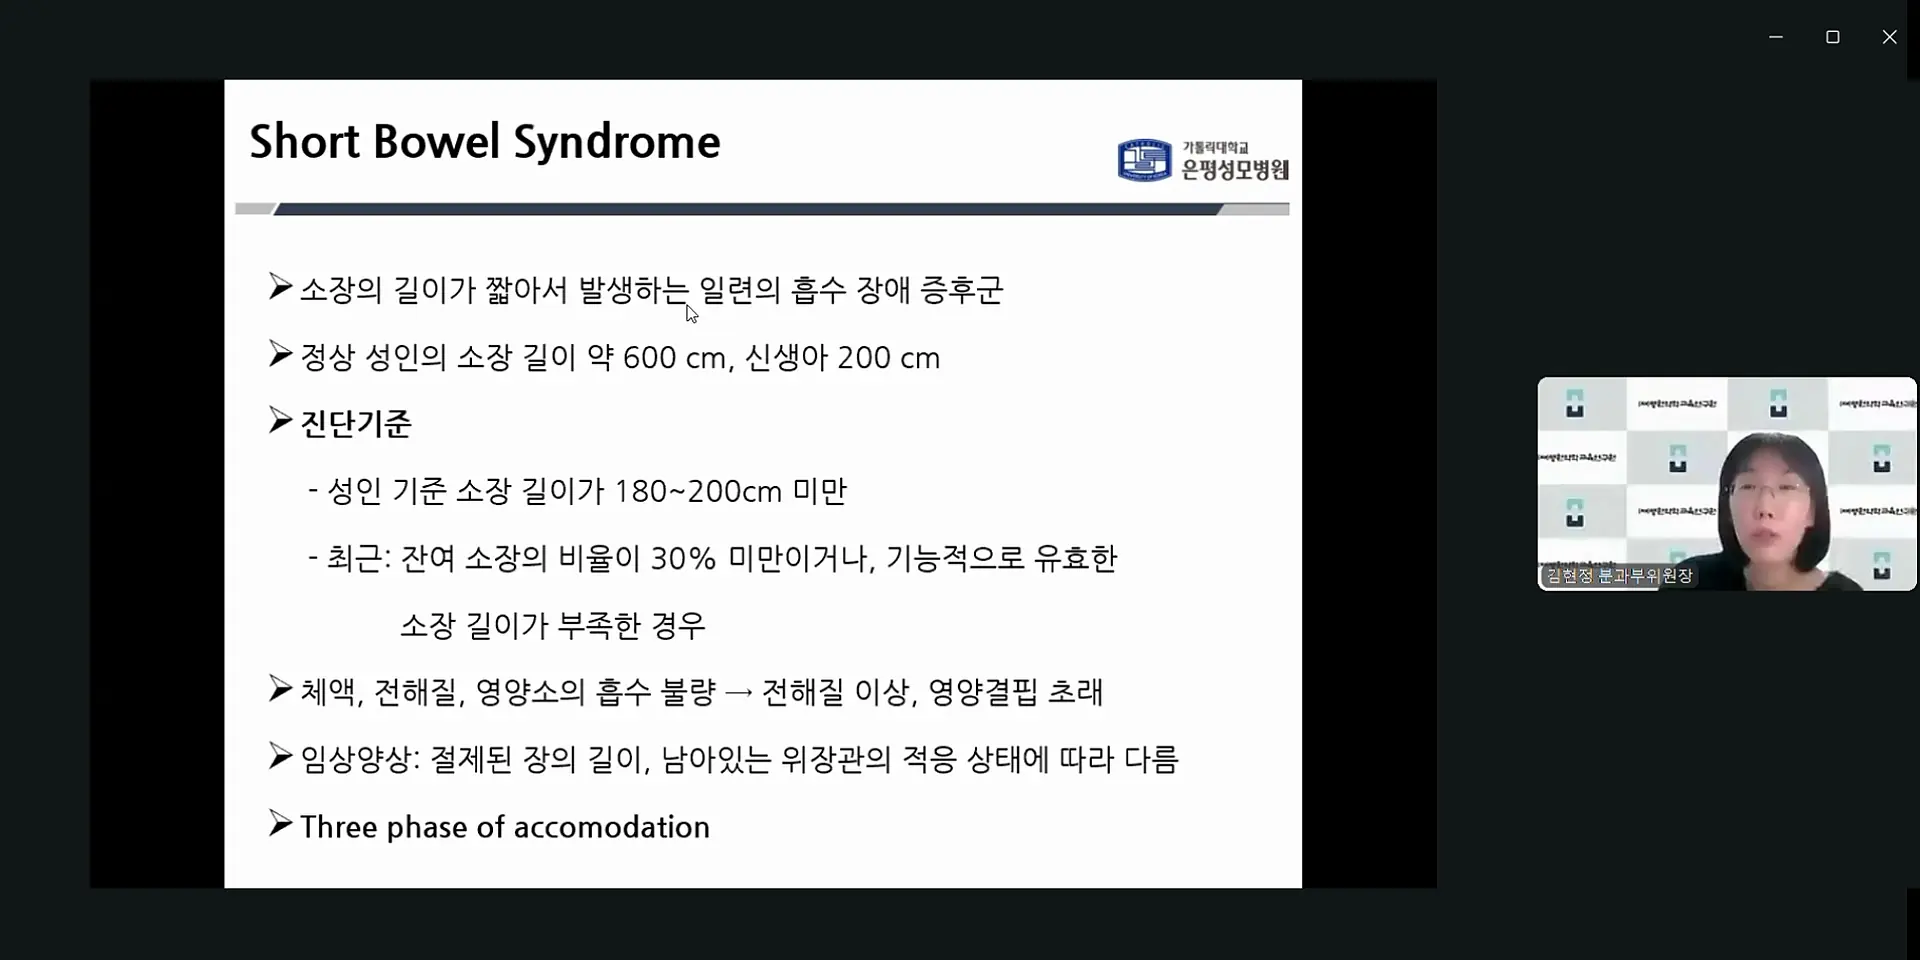 Short Bowel Syndrome
가톨릭대학교
은평성모병원
➢ 소장의 길이가 짧아서 발생하는 일련의 흡수 장애 증후군
➢ 정상 성인의 소장 길이 약 600 cm, 신생아 200 cm
➢ 진단기준
- 성인 기준 소장 길이가 180~200cm 미만
- 최근: 잔여 소장의 비율이 30% 미만이거나, 기능적으로 유효한
소장 길이가 부족한 경우
➢ 체액, 전해질, 영양소의 흡수 불량 → 전해질 이상, 영양결핍 초래
➢ 임상양상: 절제된 장의 길이, 남아있는 위장관의 적응 상태에 따라 다름
➢ Three phase of accomodation
김현정 분과부위원장